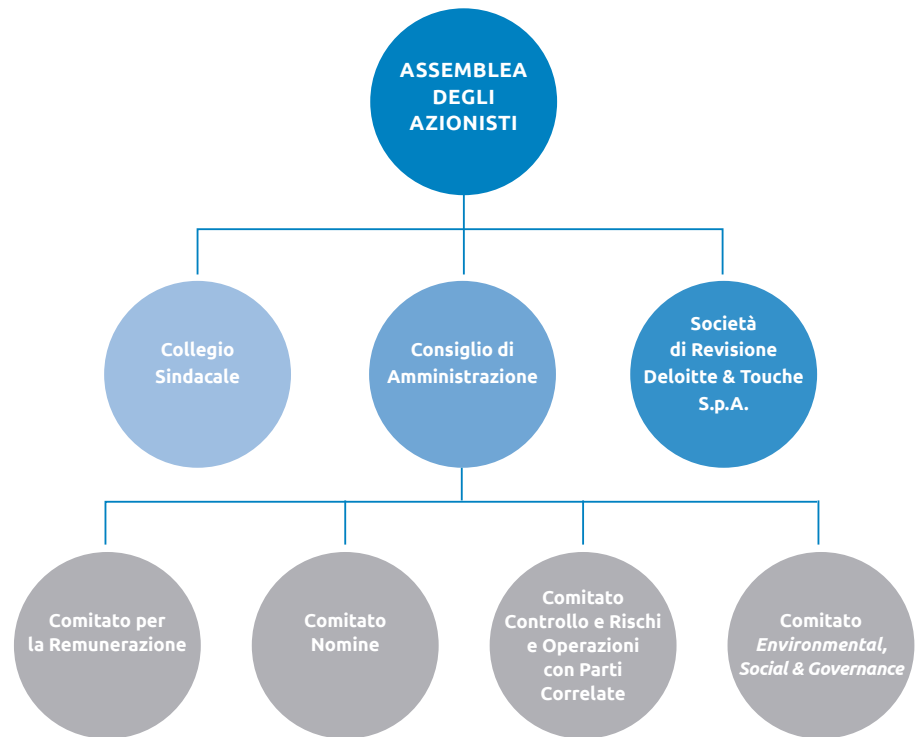 ASSEMBLEA
DEGLI
AZIONISTI
Collegio
Sindacale
Consiglio di
Amministrazione
Società
di Revisione
Deloitte & Touche
S.p.A.
Comitato per
la Remunerazione
Comitato
Nomine
Comitato
Controllo e Rischi
e Operazioni
con Parti
Correlate
Comitato
Environmental,
Social & Governance